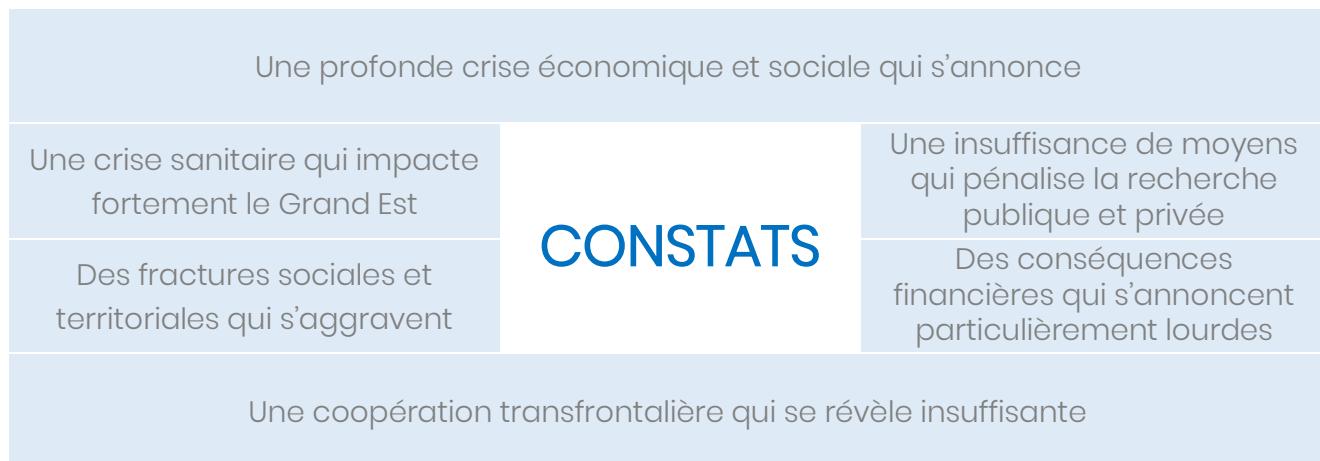 Une profonde crise économique et sociale qui s’annonce
Une crise sanitaire qui impacte
fortement le Grand Est
Des fractures sociales et
territoriales qui s’aggravent
CONSTATS
Une insuffisance de moyens
qui pénalise la recherche
publique et privée
Des conséquences
financières qui s’annoncent
particulièrement lourdes
Une coopération transfrontalière qui se révèle insuffisante